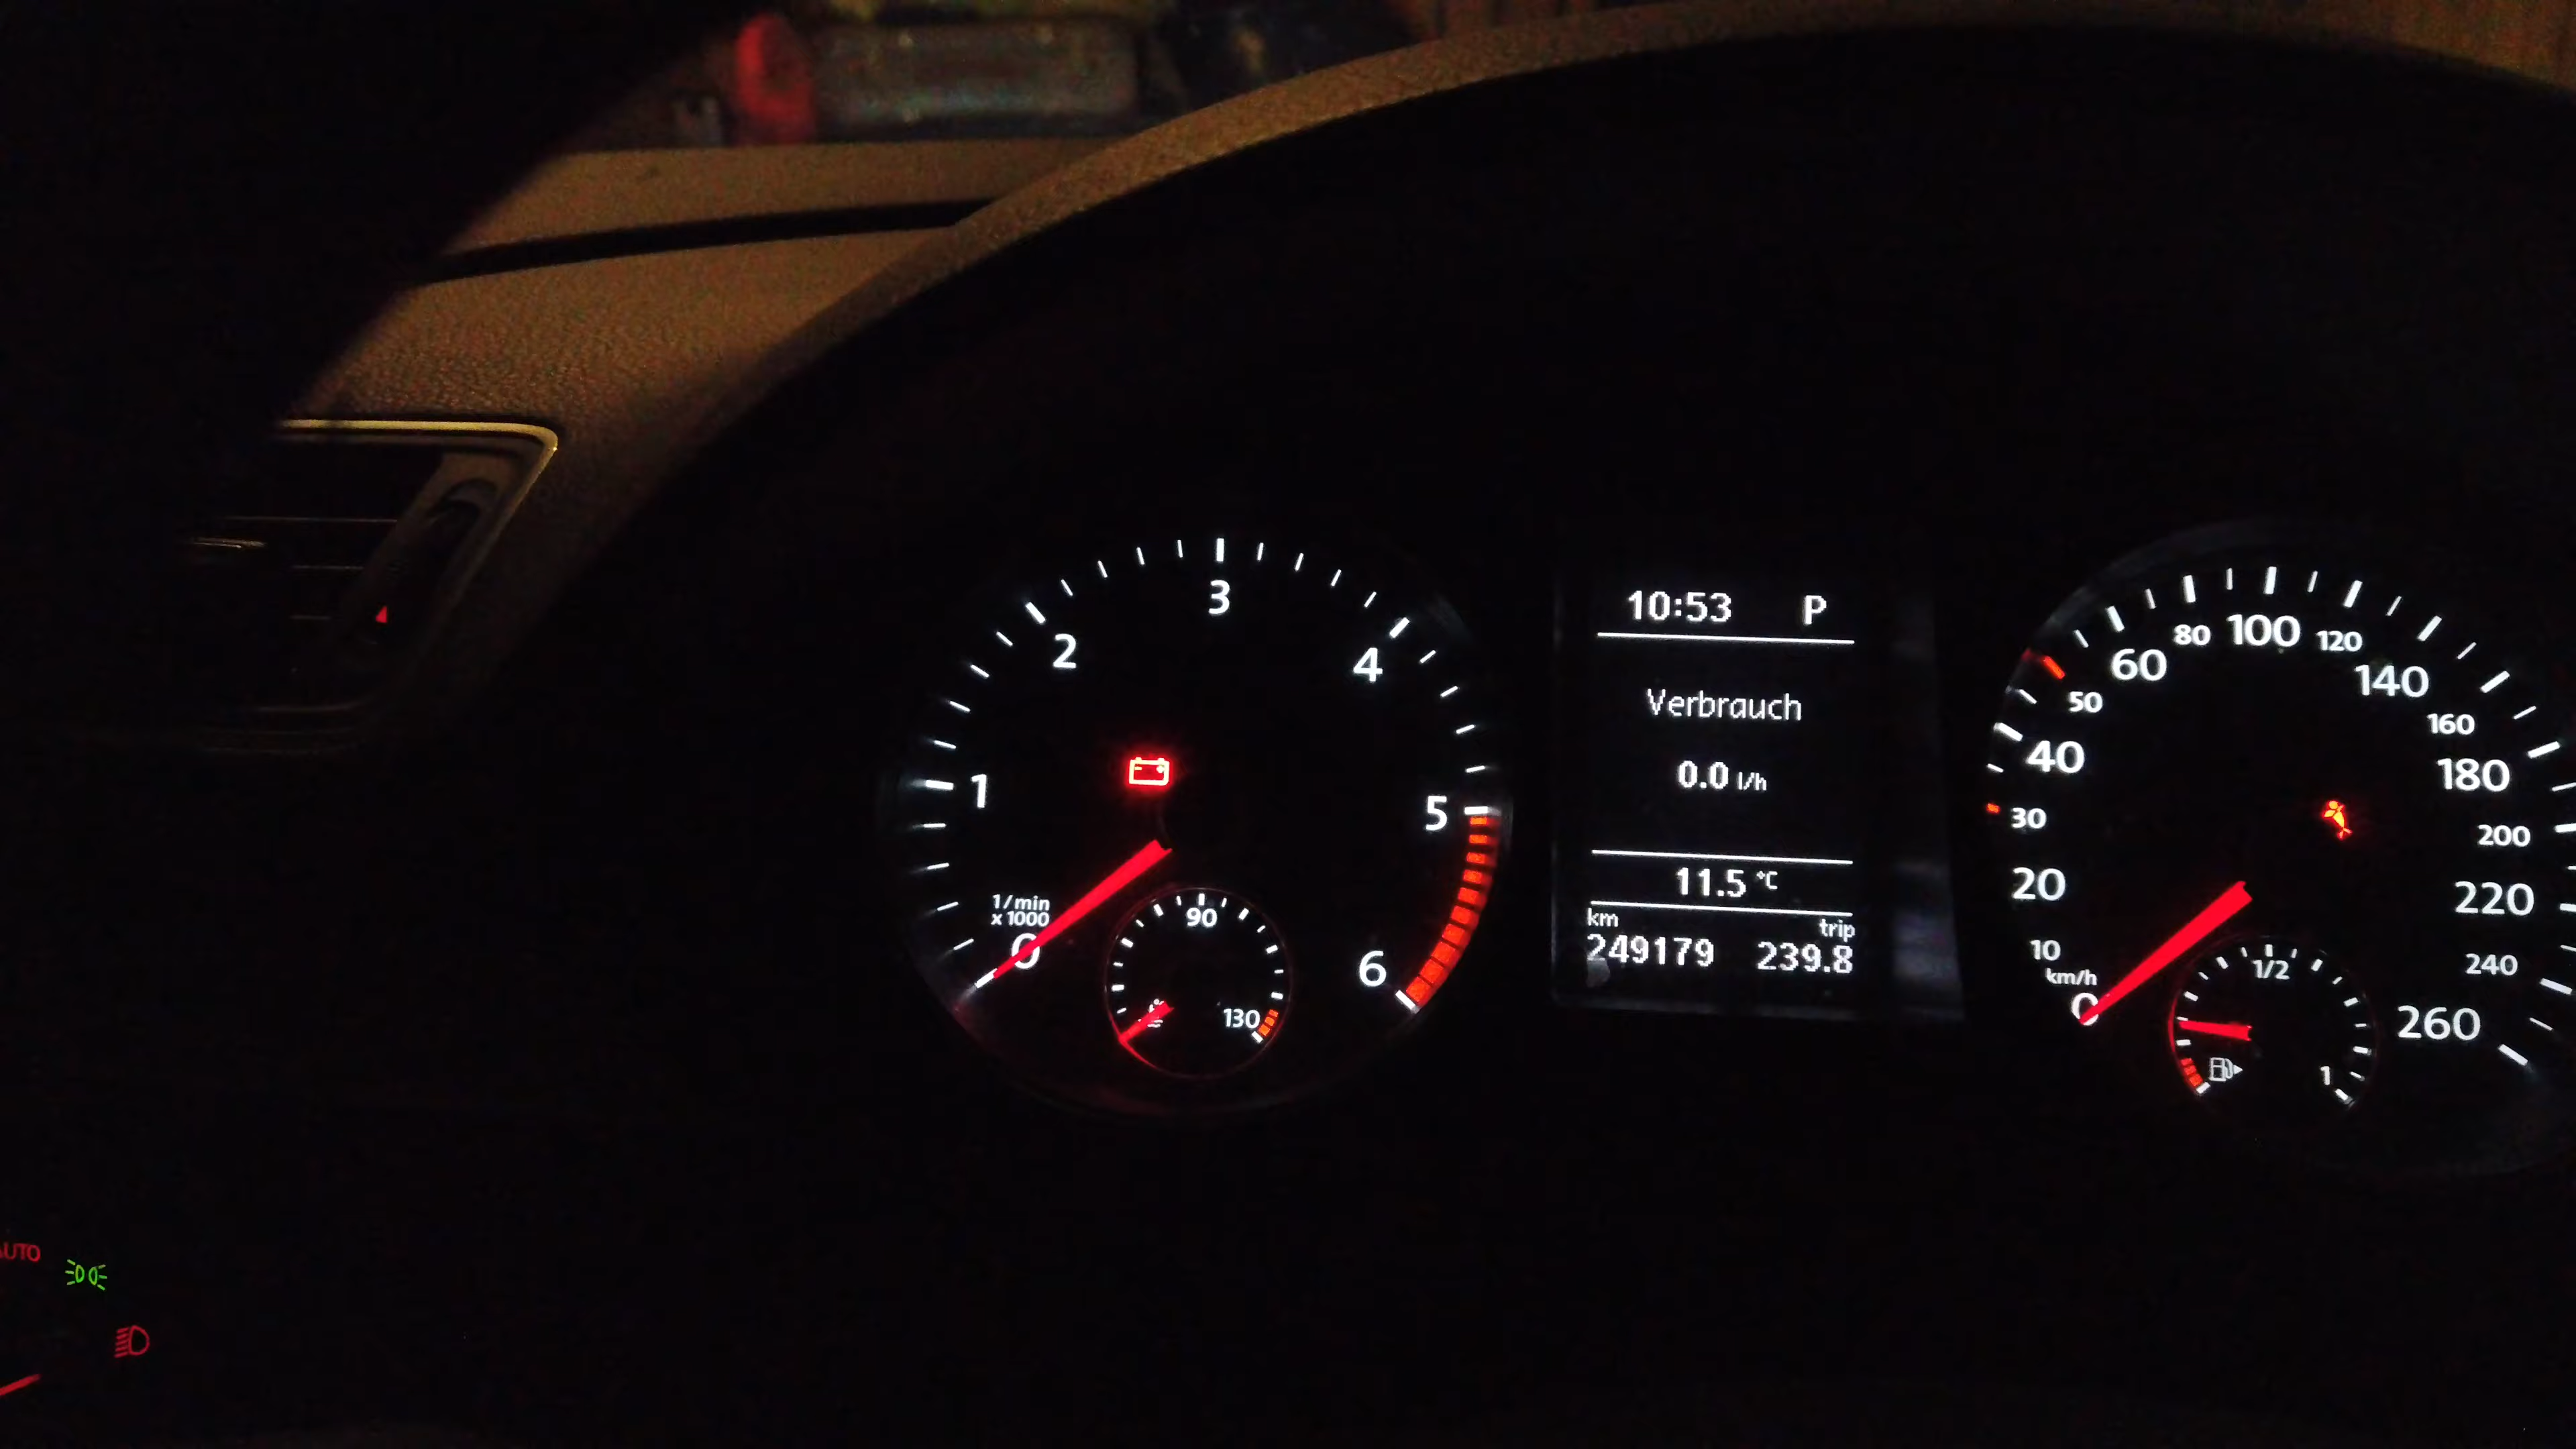 10:53 P
Verbrauch
0.0 l/h
11.5 °C
km trip
249179 239.8
1/min
x 1000
0 1 2 3 4 5 6
90
130
km/h
0 10 20 30 40 50 60 80 100 120 140 160 180 200 220 240 260
1/2
1
AUTO